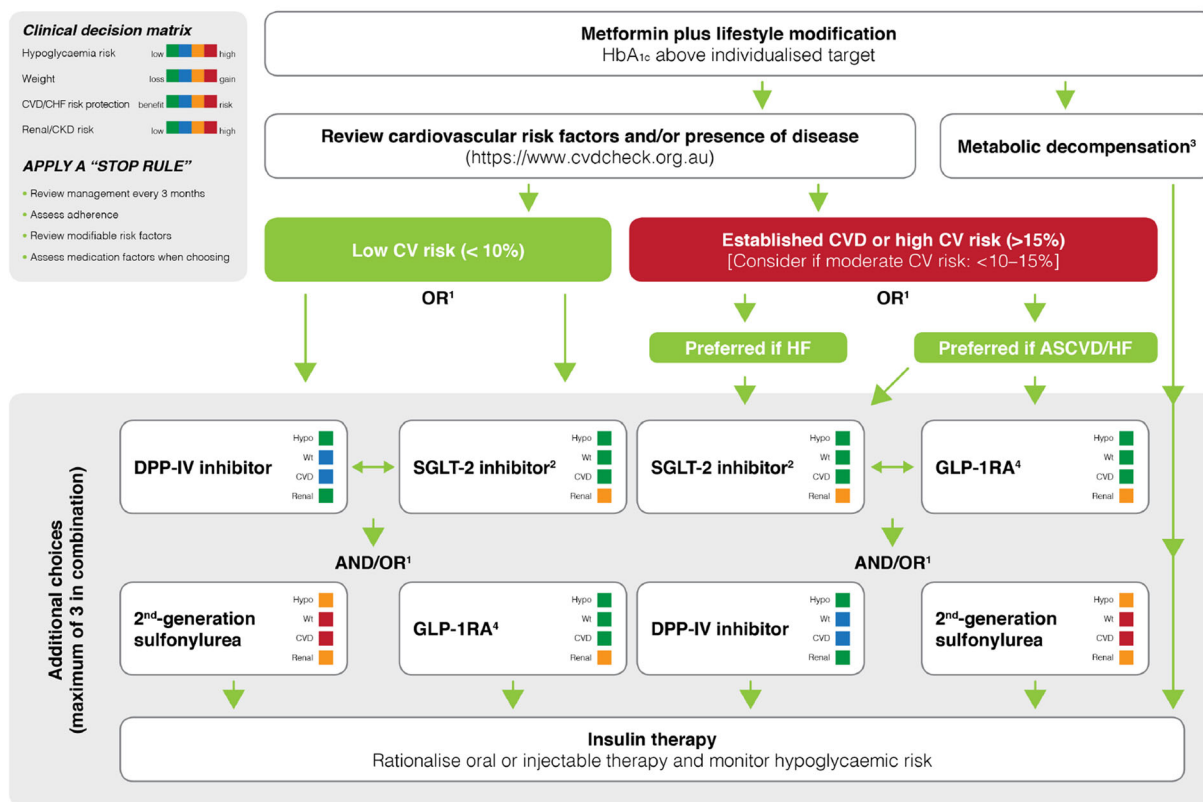 Clinical decision matrix
Hypoglycaemia risk low high
Weight loss gain
CVD/CHF risk protection benefit risk
Renal/CKD risk low high
APPLY A “STOP RULE”
• Review management every 3 months
• Assess adherence
• Review modifiable risk factors
• Assess medication factors when choosing
Metformin plus lifestyle modification
HbA₁c above individualised target
Review cardiovascular risk factors and/or presence of disease
(https://www.cvdcheck.org.au)
Metabolic decompensation³
Low CV risk (< 10%)
Established CVD or high CV risk (>15%)
[Consider if moderate CV risk: <10–15%]
OR¹
OR¹
Preferred if HF
Preferred if ASCVD/HF
Additional choices
(maximum of 3 in combination)
DPP-IV inhibitor
Hypo
Wt
CVD
Renal
SGLT-2 inhibitor²
Hypo
Wt
CVD
Renal
SGLT-2 inhibitor²
Hypo
Wt
CVD
Renal
GLP-1RA⁴
Hypo
Wt
CVD
Renal
AND/OR¹
AND/OR¹
2nd-generation
sulfonylurea
Hypo
Wt
CVD
Renal
GLP-1RA⁴
Hypo
Wt
CVD
Renal
DPP-IV inhibitor
Hypo
Wt
CVD
Renal
2nd-generation
sulfonylurea
Hypo
Wt
CVD
Renal
Insulin therapy
Rationalise oral or injectable therapy and monitor hypoglycaemic risk